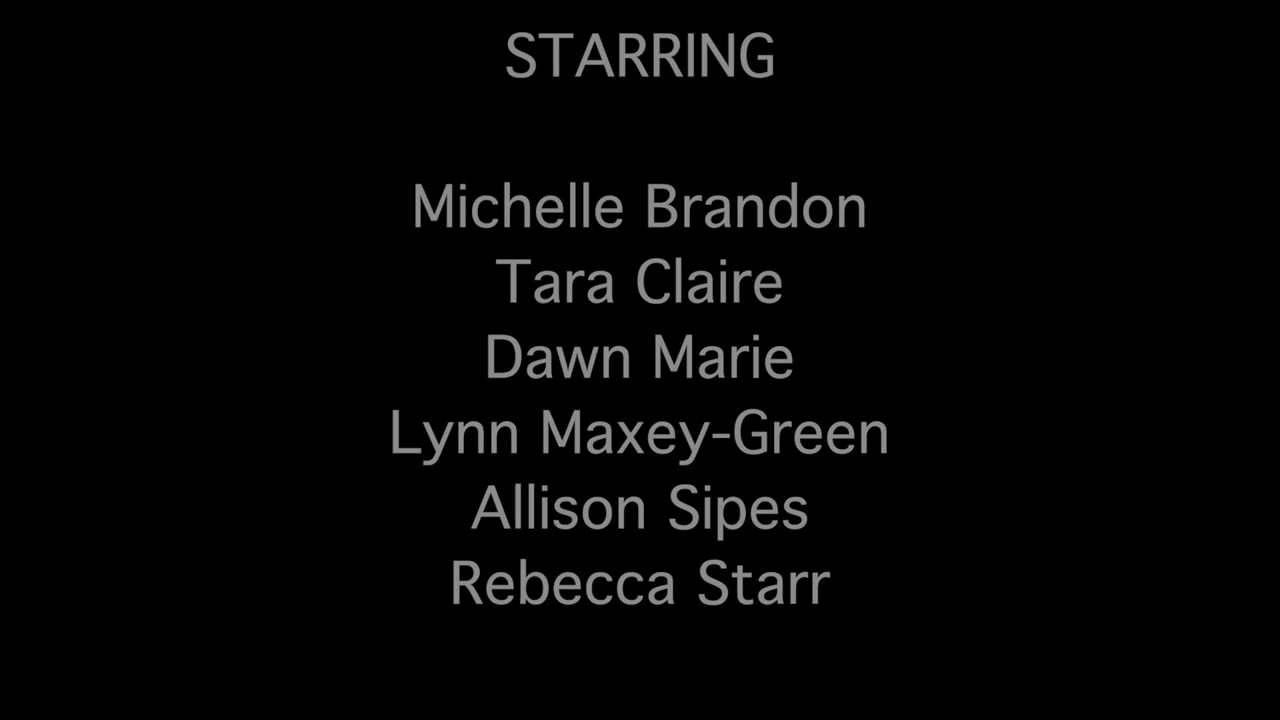 STARRING
Michelle Brandon
Tara Claire
Dawn Marie
Lynn Maxey-Green
Allison Sipes
Rebecca Starr